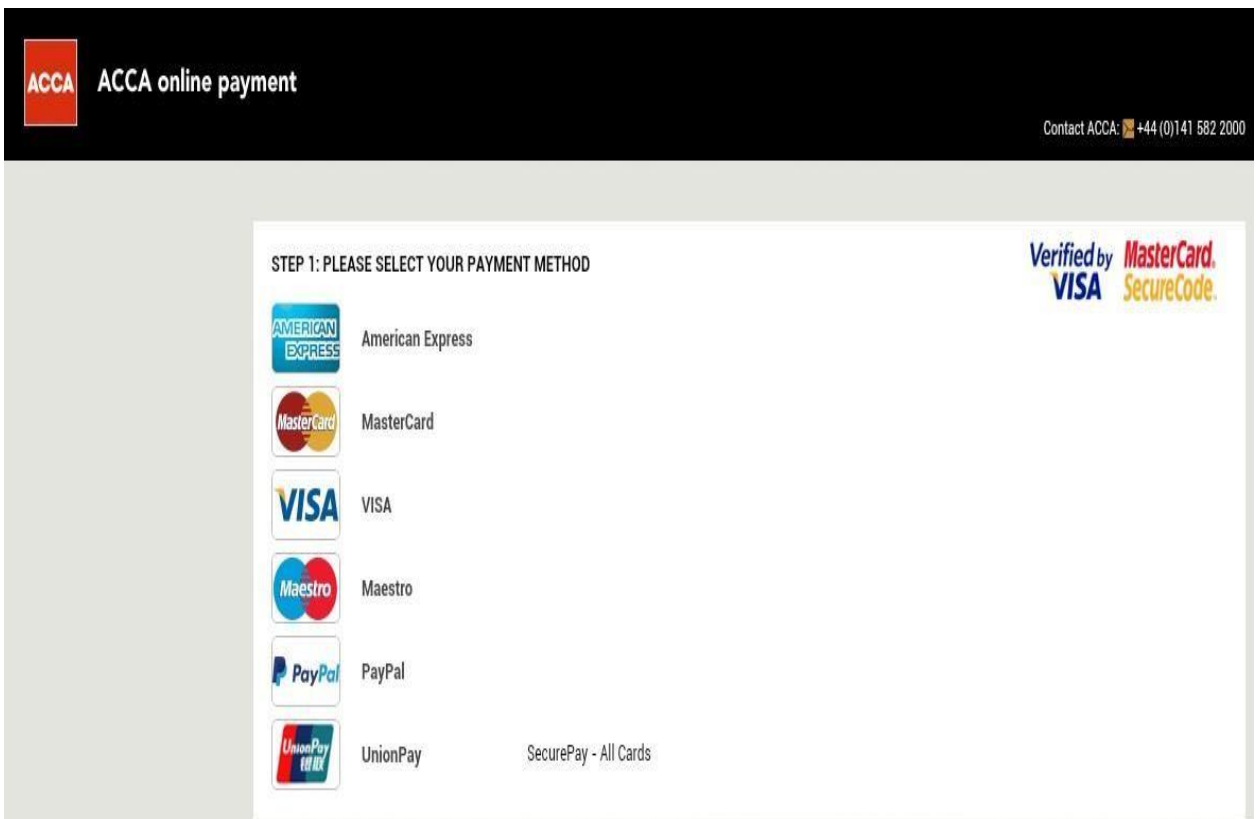 ACCA
ACCA online payment
Contact ACCA: +44 (0)141 582 2000
STEP 1: PLEASE SELECT YOUR PAYMENT METHOD
Verified by VISA
MasterCard. SecureCode.
AMERICAN EXPRESS
American Express
MasterCard
MasterCard
VISA
VISA
Maestro
Maestro
PayPal
PayPal
UnionPay
银联
UnionPay
SecurePay - All Cards